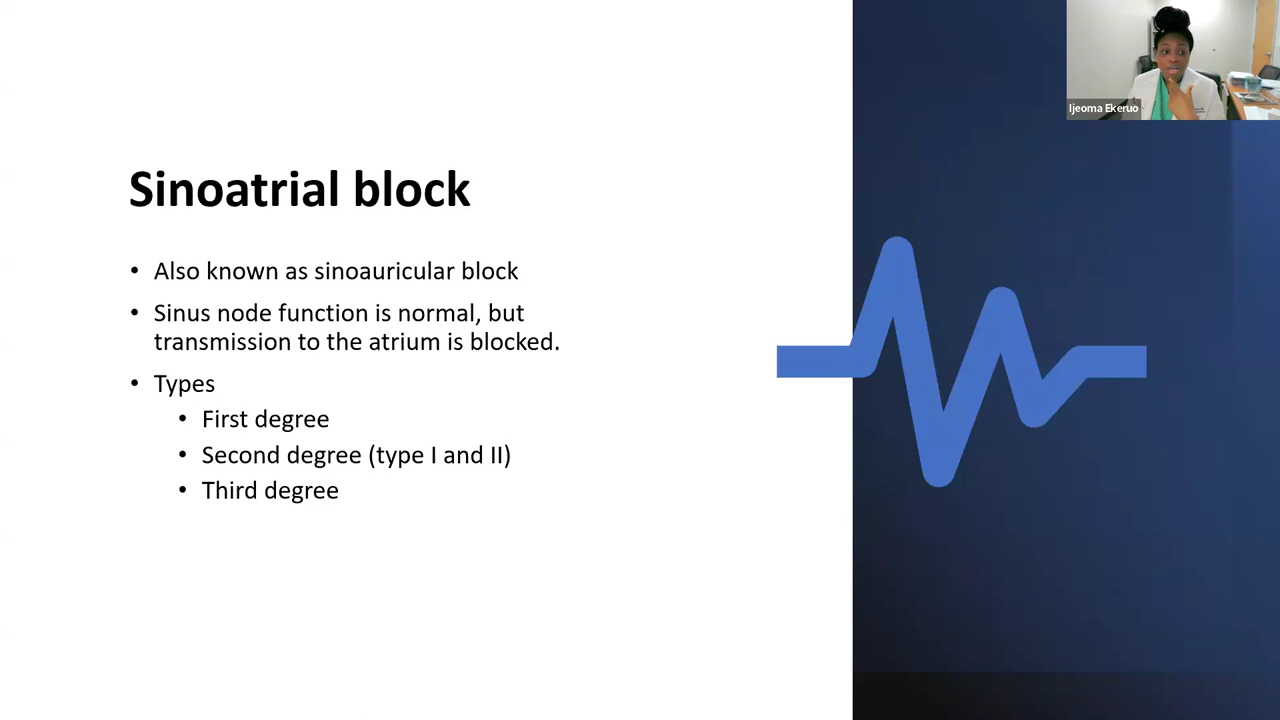 Sinoatrial block
• Also known as sinoauricular block
• Sinus node function is normal, but
transmission to the atrium is blocked.
• Types
• First degree
• Second degree (type I and II)
• Third degree
Ijeoma Ekeruo